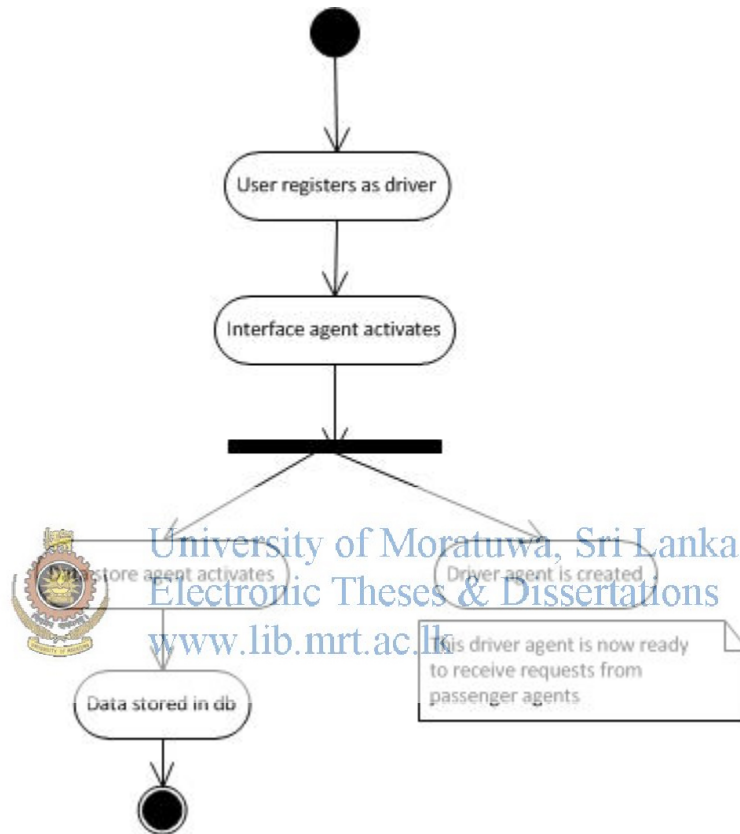 User registers as driver
Interface agent activates
University of Moratuwa, Sri Lanka
Electronic Theses & Dissertations
www.lib.mrt.ac.lk
store agent activates
Driver agent is created
This driver agent is now ready
to receive requests from
passenger agents
Data stored in db